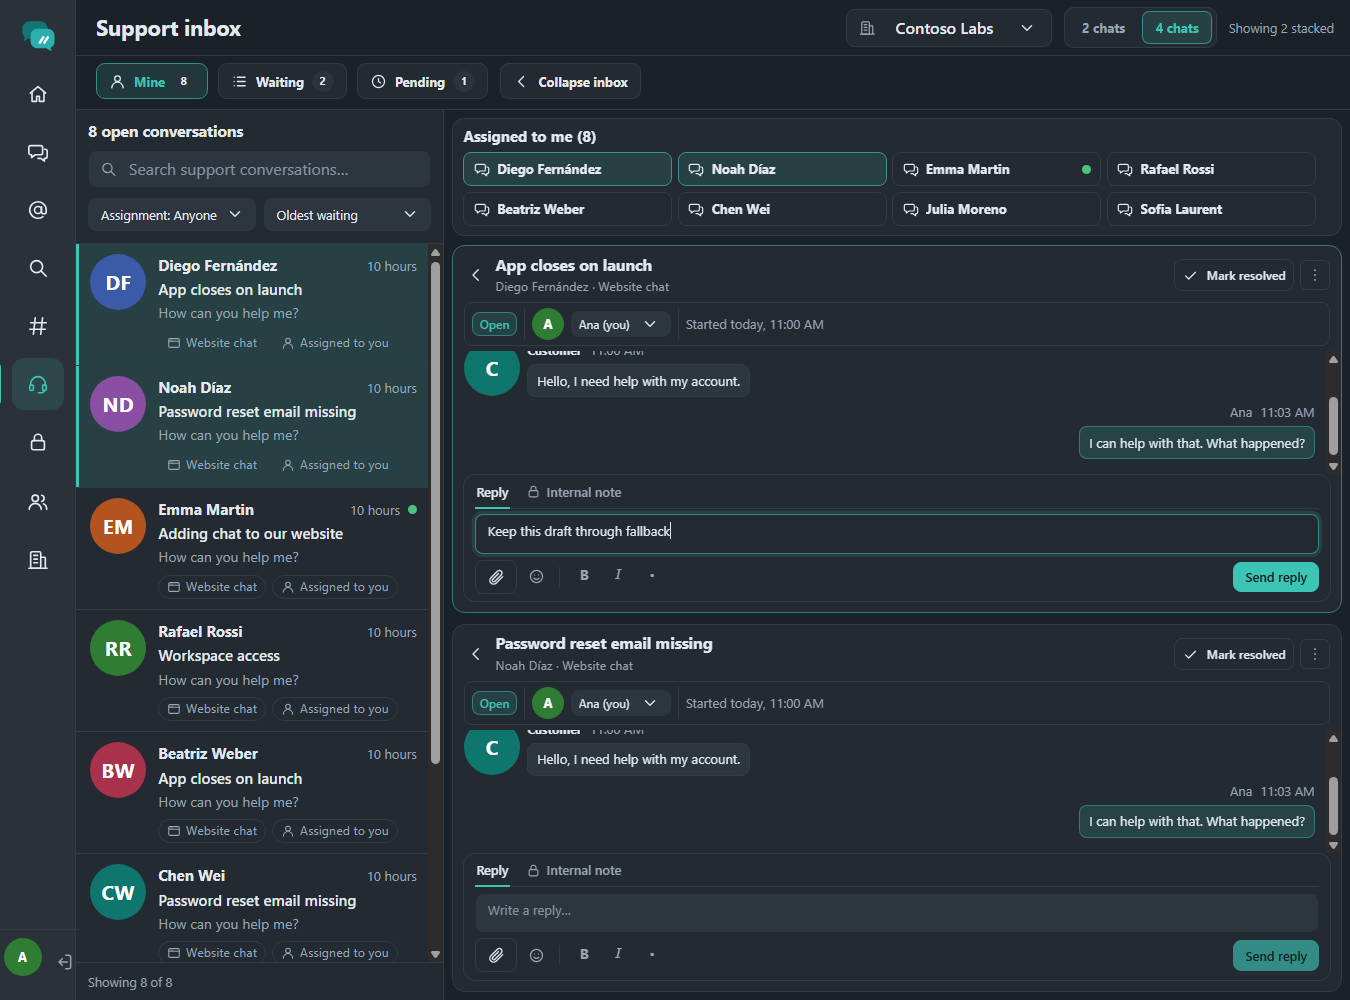 Support inbox
Contoso Labs
2 chats
4 chats
Showing 2 stacked
Mine 8
Waiting 2
Pending 1
Collapse inbox
8 open conversations
Search support conversations...
Assignment: Anyone
Oldest waiting
DF
Diego Fernández
10 hours
App closes on launch
How can you help me?
Website chat
Assigned to you
ND
Noah Díaz
10 hours
Password reset email missing
How can you help me?
Website chat
Assigned to you
EM
Emma Martin
10 hours
Adding chat to our website
How can you help me?
Website chat
Assigned to you
RR
Rafael Rossi
10 hours
Workspace access
How can you help me?
Website chat
Assigned to you
BW
Beatriz Weber
10 hours
App closes on launch
How can you help me?
Website chat
Assigned to you
CW
Chen Wei
10 hours
Password reset email missing
How can you help me?
Website chat
Assigned to you
Showing 8 of 8
A
Assigned to me (8)
Diego Fernández
Noah Díaz
Emma Martin
Rafael Rossi
Beatriz Weber
Chen Wei
Julia Moreno
Sofia Laurent
App closes on launch
Diego Fernández · Website chat
Mark resolved
Open
A
Ana (you)
Started today, 11:00 AM
C
Customer 11:00 AM
Hello, I need help with my account.
Ana 11:03 AM
I can help with that. What happened?
Reply
Internal note
Keep this draft through fallback
B
I
Send reply
Password reset email missing
Noah Díaz · Website chat
Mark resolved
Open
A
Ana (you)
Started today, 11:00 AM
C
Customer 11:00 AM
Hello, I need help with my account.
Ana 11:03 AM
I can help with that. What happened?
Reply
Internal note
Write a reply...
B
I
Send reply